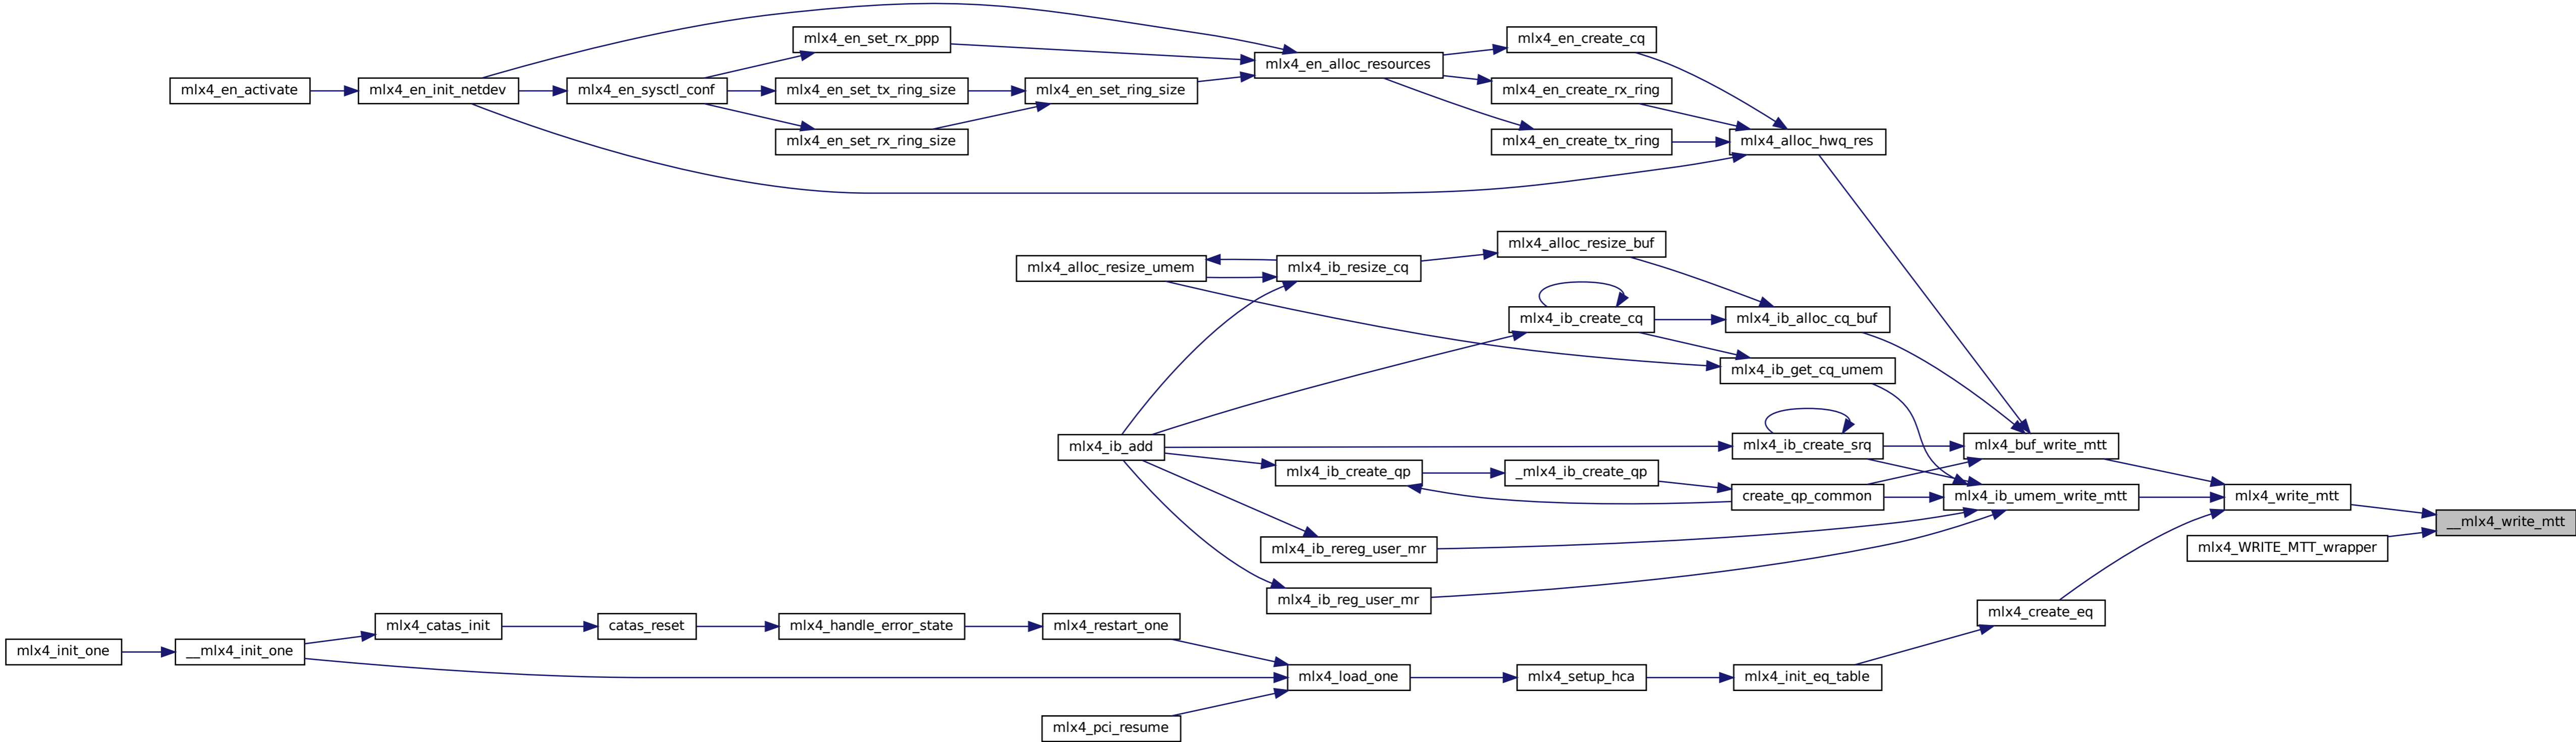 mlx4_en_set_rx_ppp
mlx4_en_create_cq
mlx4_en_alloc_resources
mlx4_en_activate
mlx4_en_init_netdev
mlx4_en_sysctl_conf
mlx4_en_set_tx_ring_size
mlx4_en_set_ring_size
mlx4_en_create_rx_ring
mlx4_en_set_rx_ring_size
mlx4_en_create_tx_ring
mlx4_alloc_hwq_res
mlx4_alloc_resize_buf
mlx4_alloc_resize_umem
mlx4_ib_resize_cq
mlx4_ib_create_cq
mlx4_ib_alloc_cq_buf
mlx4_ib_get_cq_umem
mlx4_ib_add
mlx4_ib_create_srq
mlx4_buf_write_mtt
mlx4_ib_create_qp
_mlx4_ib_create_qp
create_qp_common
mlx4_ib_umem_write_mtt
mlx4_write_mtt
__mlx4_write_mtt
mlx4_ib_rereg_user_mr
mlx4_WRITE_MTT_wrapper
mlx4_ib_reg_user_mr
mlx4_create_eq
mlx4_catas_init
catas_reset
mlx4_handle_error_state
mlx4_restart_one
mlx4_init_one
__mlx4_init_one
mlx4_load_one
mlx4_setup_hca
mlx4_init_eq_table
mlx4_pci_resume